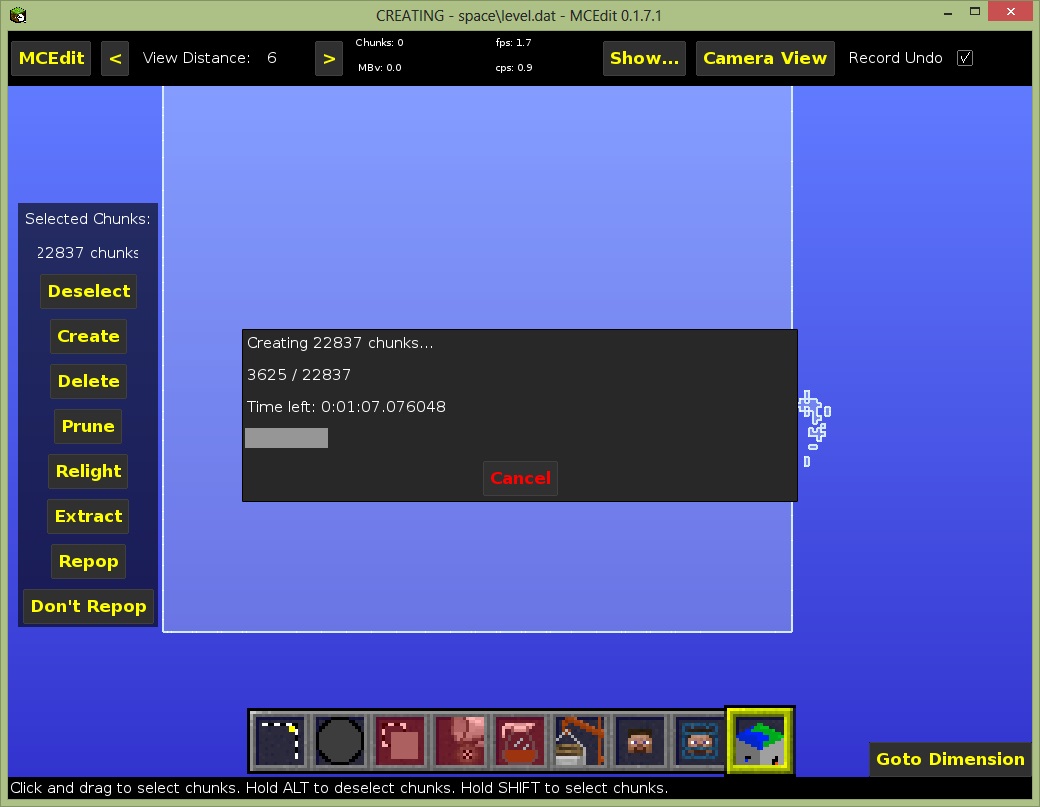 CREATING - space\level.dat - MCEdit 0.1.7.1
MCEdit < View Distance: 6 > Chunks: 0 fps: 1.7 Show... Camera View Record Undo
MBv: 0.0 cps: 0.9
Selected Chunks:
22837 chunks
Deselect
Create
Delete
Prune
Relight
Extract
Repop
Don't Repop
Creating 22837 chunks...
3625 / 22837
Time left: 0:01:07.076048
Cancel
Goto Dimension
Click and drag to select chunks. Hold ALT to deselect chunks. Hold SHIFT to select chunks.